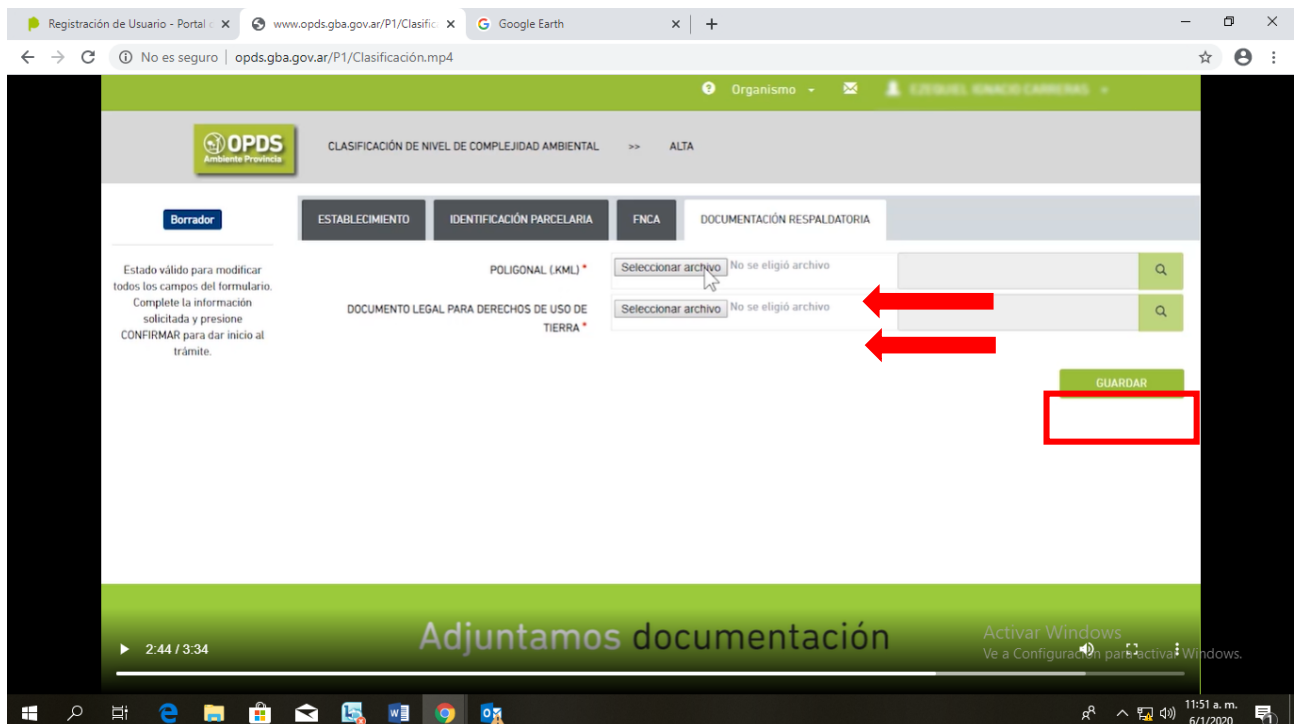 Registración de Usuario - Portal d
www.opds.gba.gov.ar/P1/Clasific
Google Earth
No es seguro | opds.gba.gov.ar/P1/Clasificación.mp4
Organismo
OPDS
Ambiente Provincia
CLASIFICACIÓN DE NIVEL DE COMPLEJIDAD AMBIENTAL >> ALTA
Borrador
Estado válido para modificar
todos los campos del formulario.
Complete la información
solicitada y presione
CONFIRMAR para dar inicio al
trámite.
ESTABLECIMIENTO
IDENTIFICACIÓN PARCELARIA
FNCA
DOCUMENTACIÓN RESPALDATORIA
POLIGONAL (.KML) *
Seleccionar archivo No se eligió archivo
DOCUMENTO LEGAL PARA DERECHOS DE USO DE
TIERRA *
Seleccionar archivo No se eligió archivo
GUARDAR
Adjuntamos documentación
2:44 / 3:34
Activar Windows
Ve a Configuración para activar Windows.
11:51 a. m.
6/1/2020